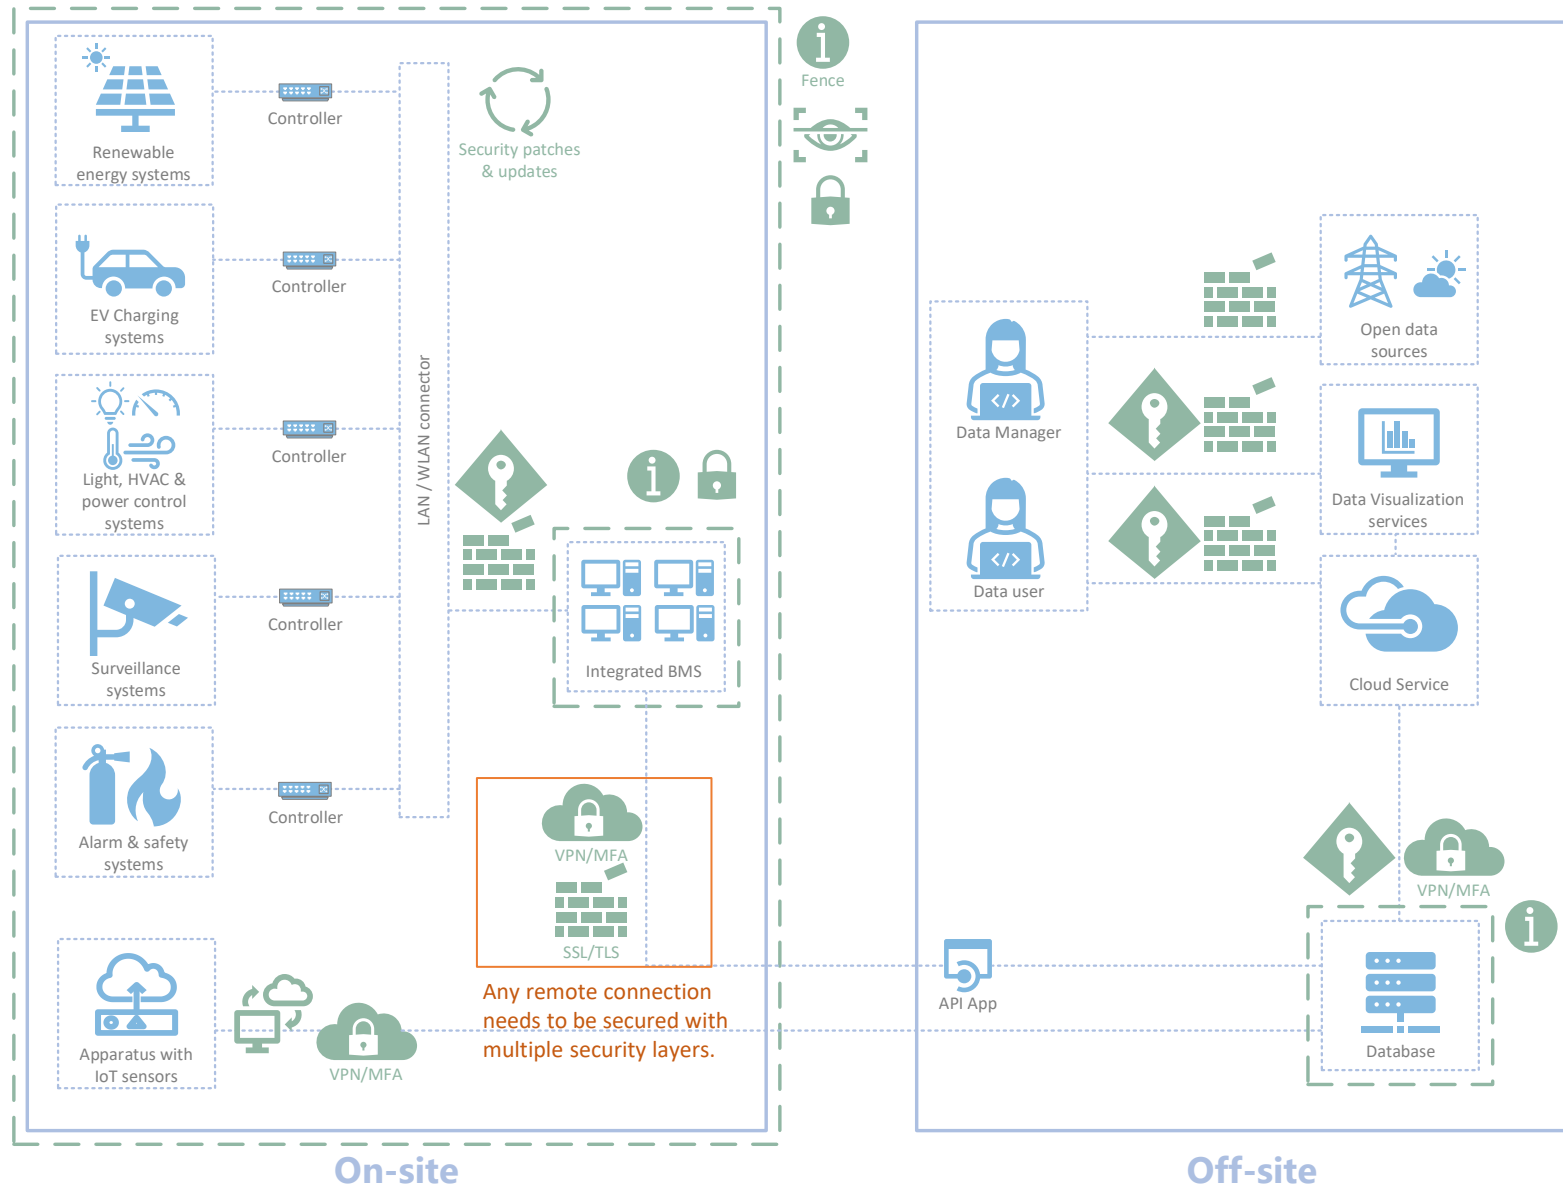 Fence
Renewable
energy systems
Controller
Security patches
& updates
EV Charging
systems
Controller
Light, HVAC &
power control
systems
Controller
LAN / WLAN connector
Surveillance
systems
Controller
Integrated BMS
Alarm & safety
systems
Controller
VPN/MFA
SSL/TLS
Any remote connection
needs to be secured with
multiple security layers.
Apparatus with
IoT sensors
VPN/MFA
On-site
Open data
sources
</>
Data Manager
Data Visualization
services
</>
Data user
Cloud Service
VPN/MFA
API App
Database
Off-site